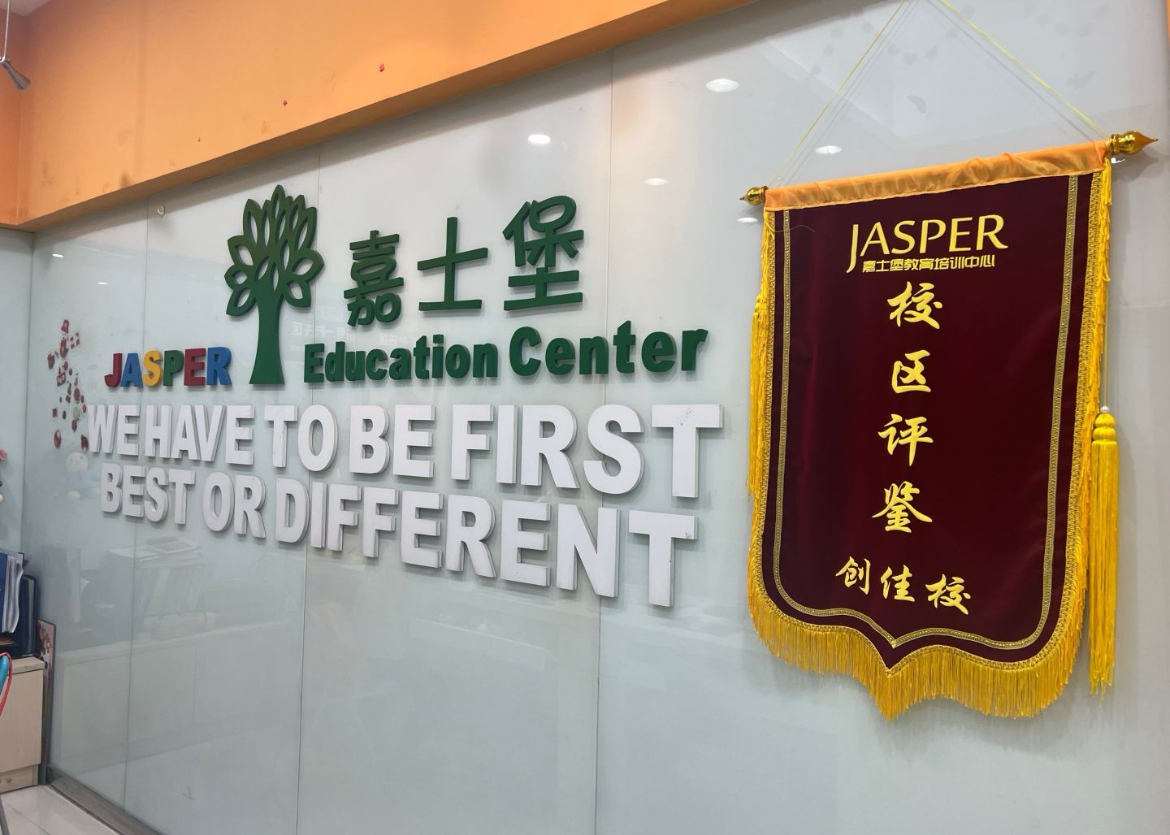 嘉士堡
JASPER Education Center
WE HAVE TO BE FIRST
BEST OR DIFFERENT
JASPER
嘉士堡教育培训中心
校
区
评
鉴
创佳校